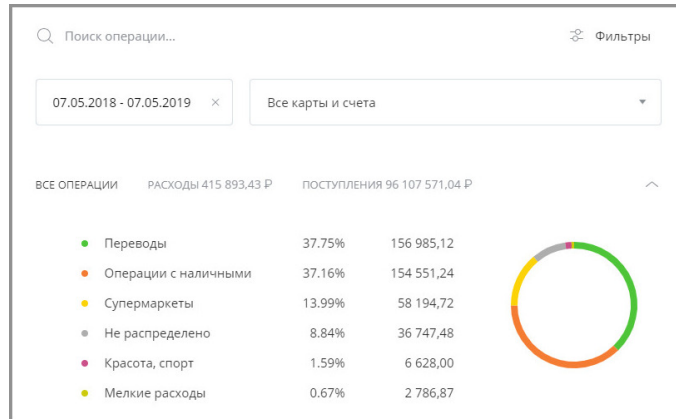 Поиск операции...
Фильтры
07.05.2018 - 07.05.2019 ×
Все карты и счета
ВСЕ ОПЕРАЦИИ РАСХОДЫ 415 893,43 ₽ ПОСТУПЛЕНИЯ 96 107 571,04 ₽
Переводы 37.75% 156 985,12
Операции с наличными 37.16% 154 551,24
Супермаркеты 13.99% 58 194,72
Не распределено 8.84% 36 747,48
Красота, спорт 1.59% 6 628,00
Мелкие расходы 0.67% 2 786,87